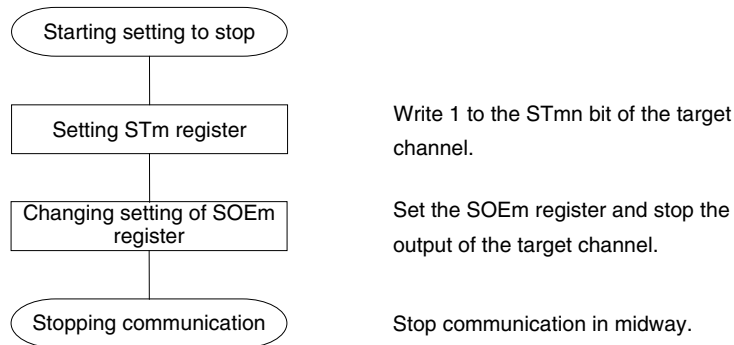 Starting setting to stop
Setting STm register
Write 1 to the STmn bit of the target
channel.
Changing setting of SOEm
register
Set the SOEm register and stop the
output of the target channel.
Stopping communication
Stop communication in midway.